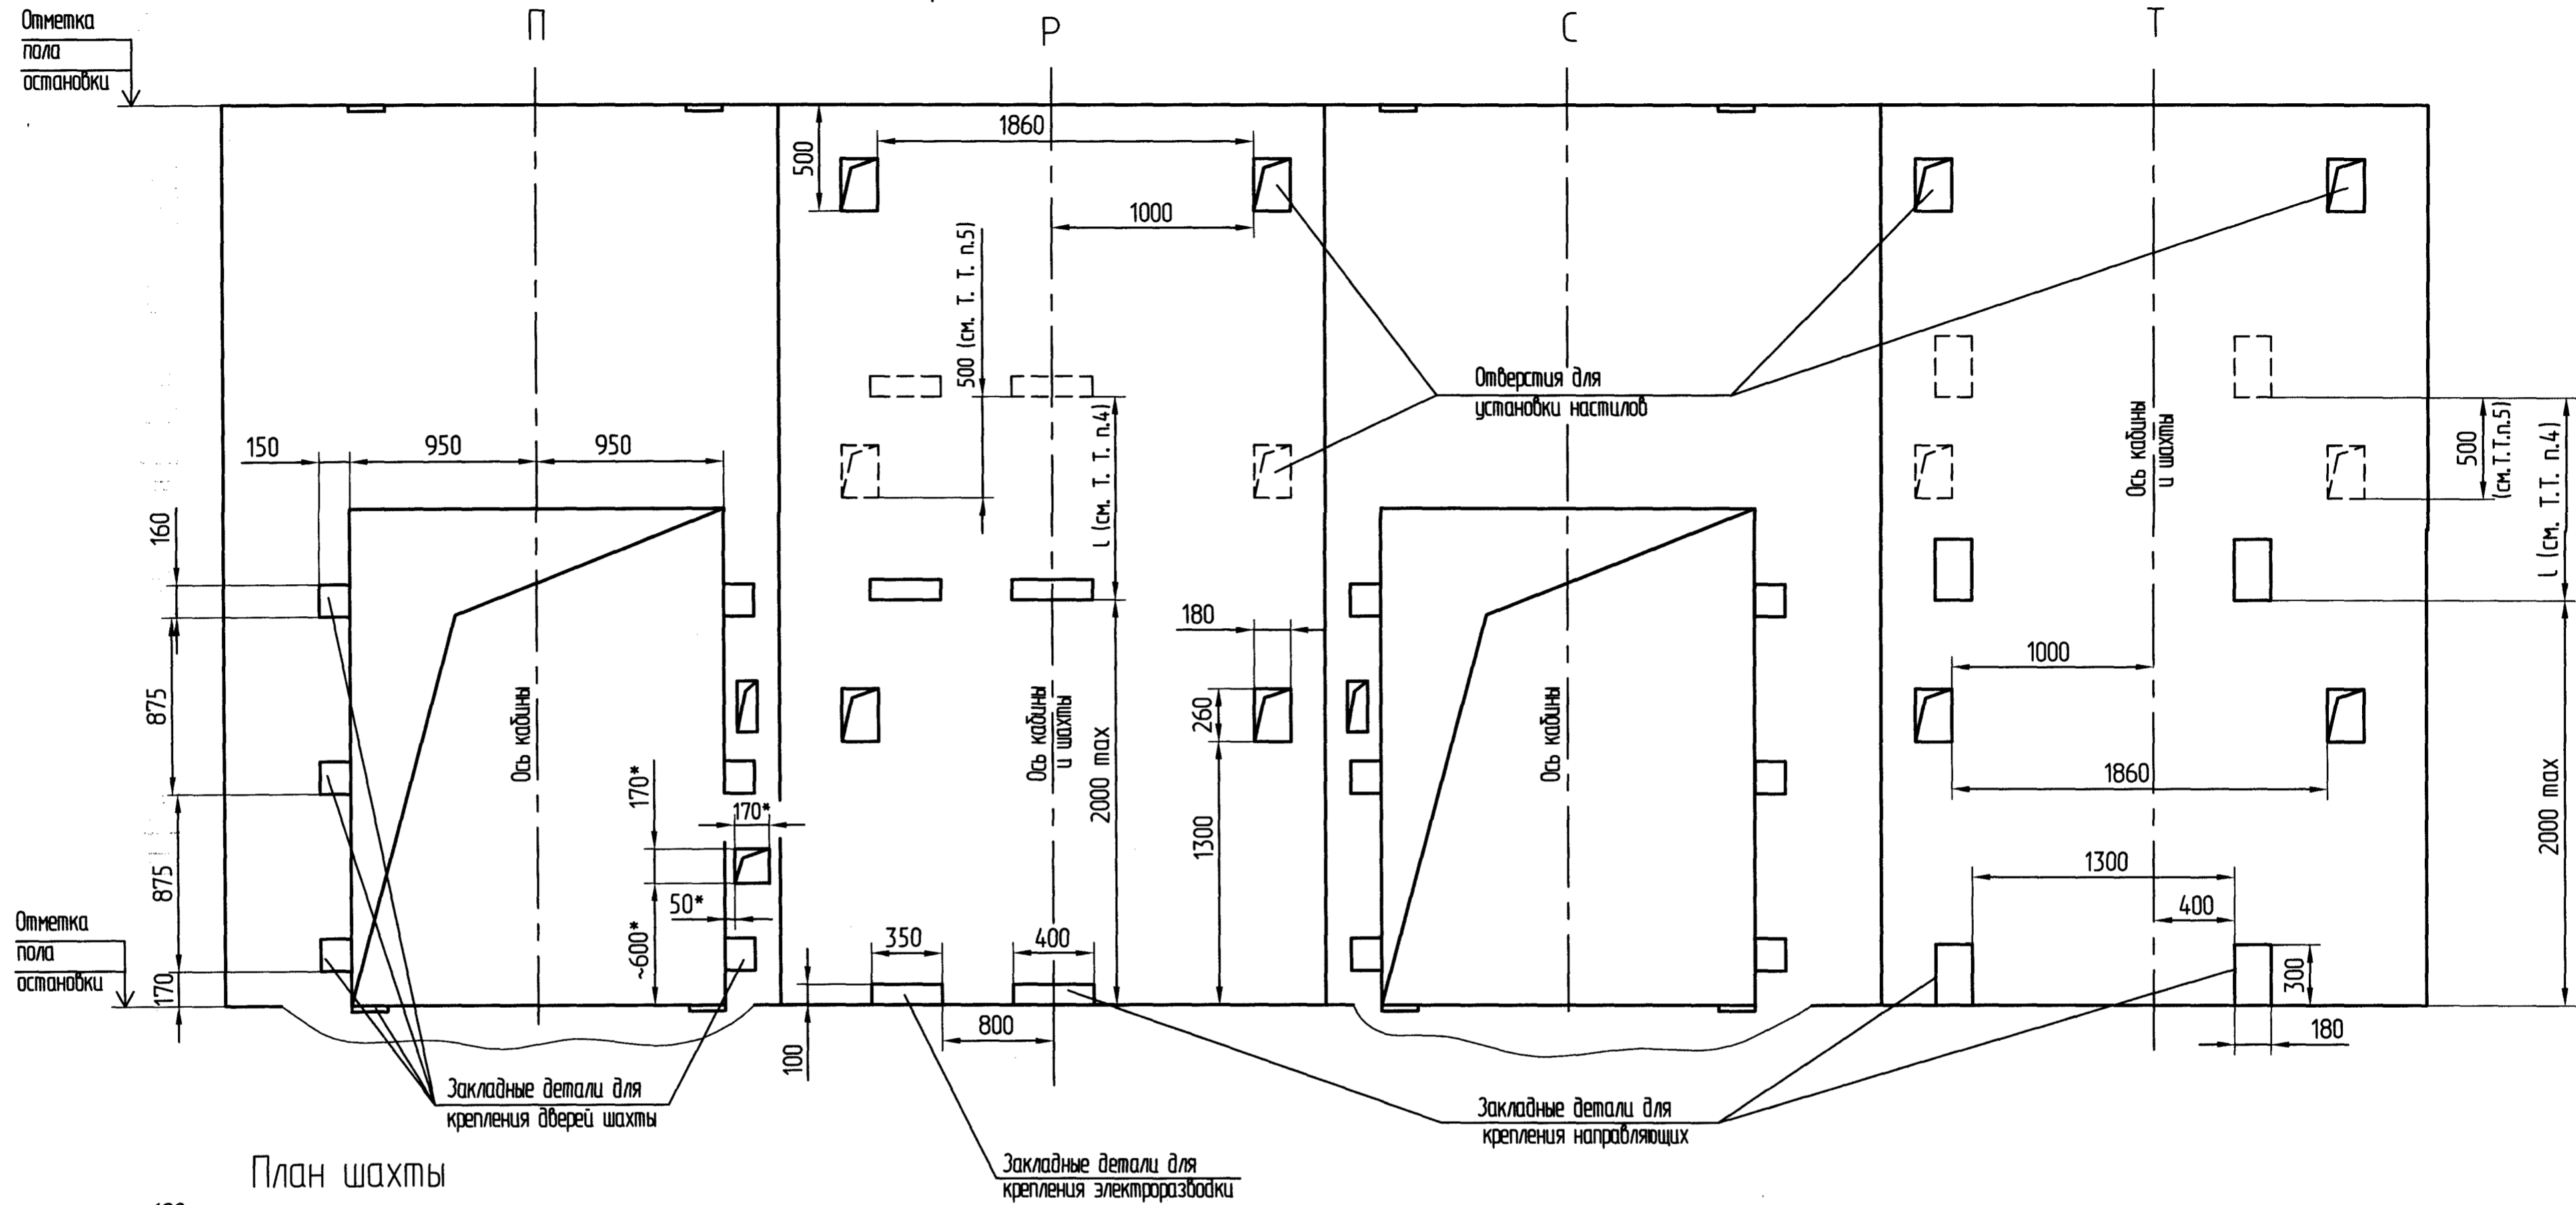 Отметка
пола
остановки
П
Р
С
Т
1860
500
1000
500 (см. Т. Т. п.5)
Отверстия для
установки настилов
150
950
950
160
875
875
170
Ось кабины
170*
170*
50*
~600*
l (см. Т. Т. п.4)
Ось кабины
и шахты
2000 max
180
260
1300
350
400
100
800
Ось кабины
Ось кабины
и шахты
500
(см.Т.Т.п.5)
l (см. Т.Т. п.4)
1000
1860
2000 max
1300
400
300
180
Отметка
пола
остановки
Закладные детали для
крепления дверей шахты
Закладные детали для
крепления направляющих
Закладные детали для
крепления электроразводки
План шахты